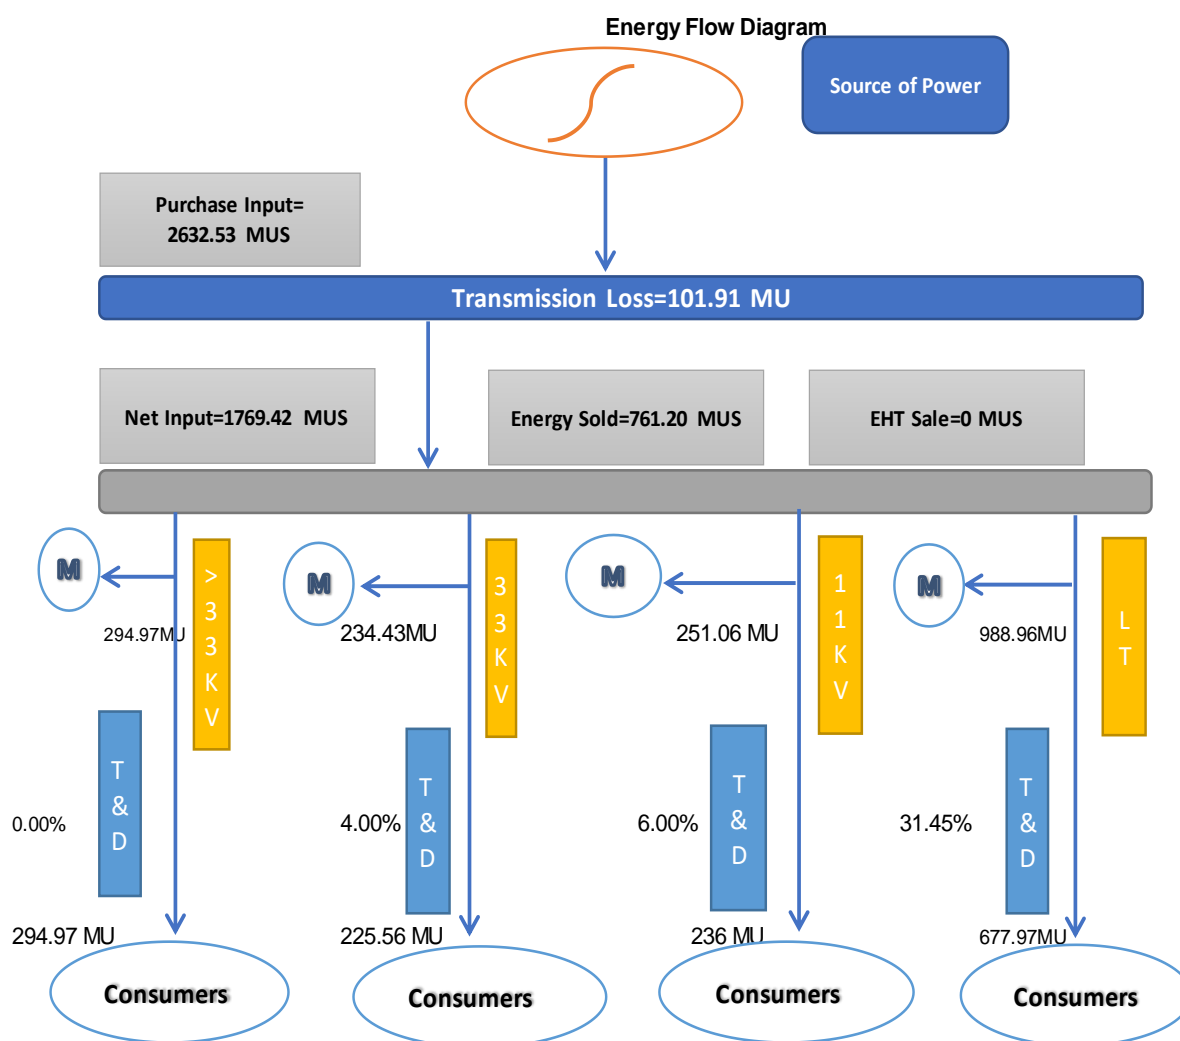 Energy Flow Diagram
Source of Power
Purchase Input=
2632.53 MUS
Transmission Loss=101.91 MU
Net Input=1769.42 MUS
Energy Sold=761.20 MUS
EHT Sale=0 MUS
M
M
M
M
>
3
3
K
V
3
3
K
V
1
1
K
V
L
T
294.97MU
234.43MU
251.06 MU
988.96MU
T
&
D
T
&
D
T
&
D
T
&
D
0.00%
4.00%
6.00%
31.45%
294.97 MU
225.56 MU
236 MU
677.97MU
Consumers
Consumers
Consumers
Consumers